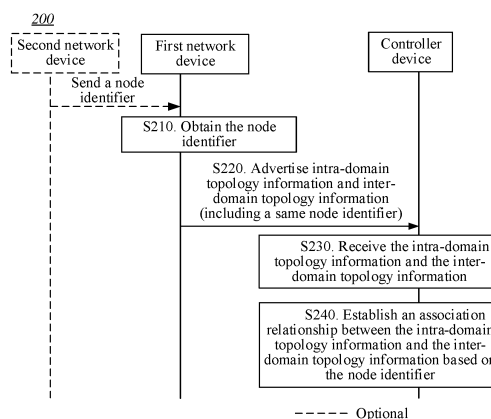 200
Second network
device
First network
device
Controller
device
Send a node
identifier
S210. Obtain the node
identifier
S220. Advertise intra-domain
topology information and inter-
domain topology information
(including a same node identifier)
S230. Receive the intra-domain
topology information and the inter-
domain topology information
S240. Establish an association
relationship between the intra-domain
topology information and the inter-
domain topology information based on
the node identifier
Optional